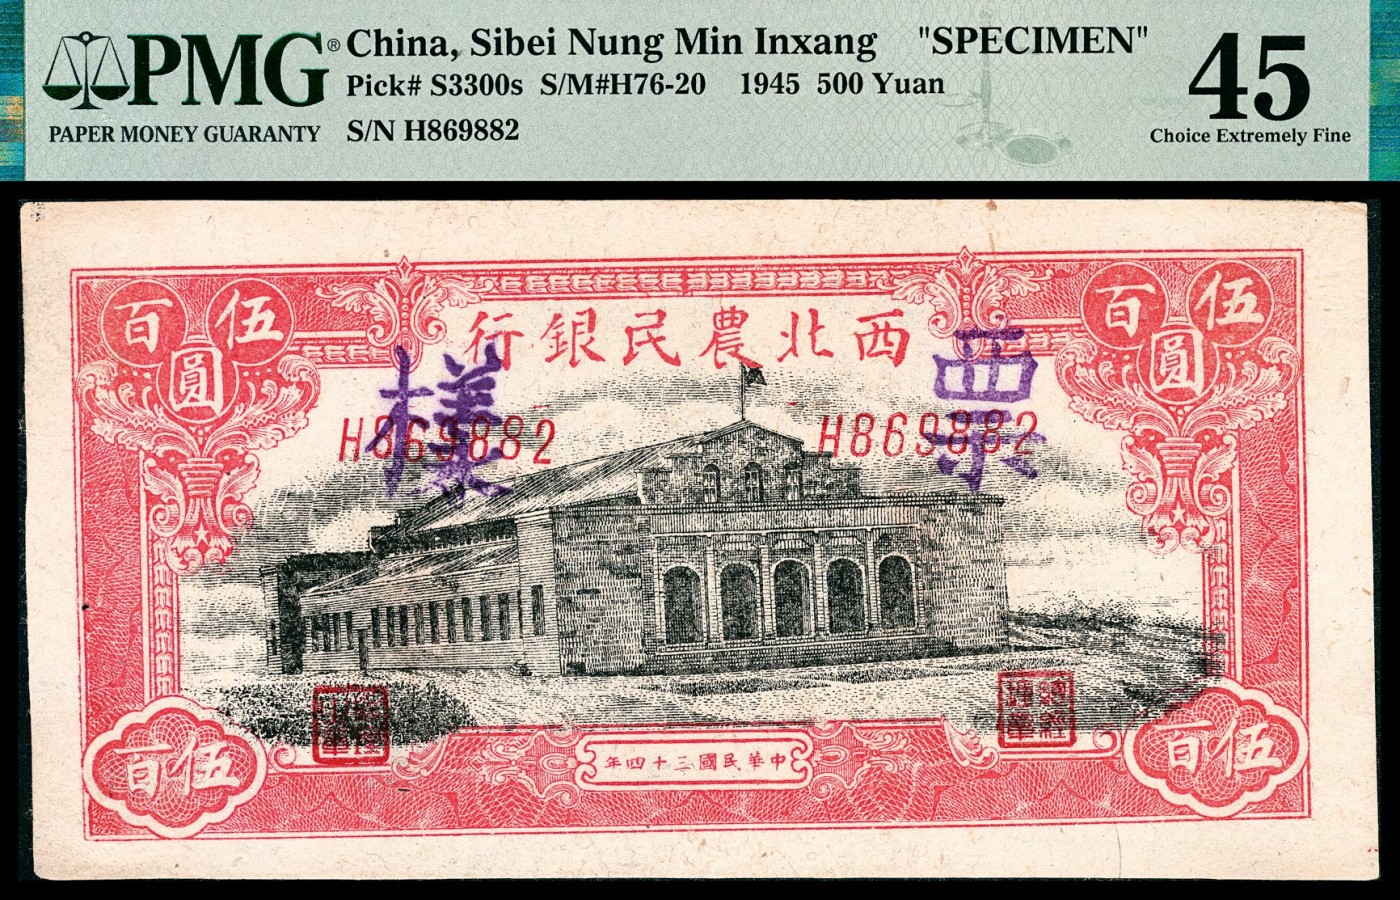 PMG® China, Sibei Nung Min Inxang "SPECIMEN" 45
Pick# S3300s S/M#H76-20 1945 500 Yuan
PAPER MONEY GUARANTY S/N H869882 Choice Extremely Fine
伍百圓
西北農民銀行
伍百圓
票樣
H869882
H869882
中華民國三十四年
伍百
伍百